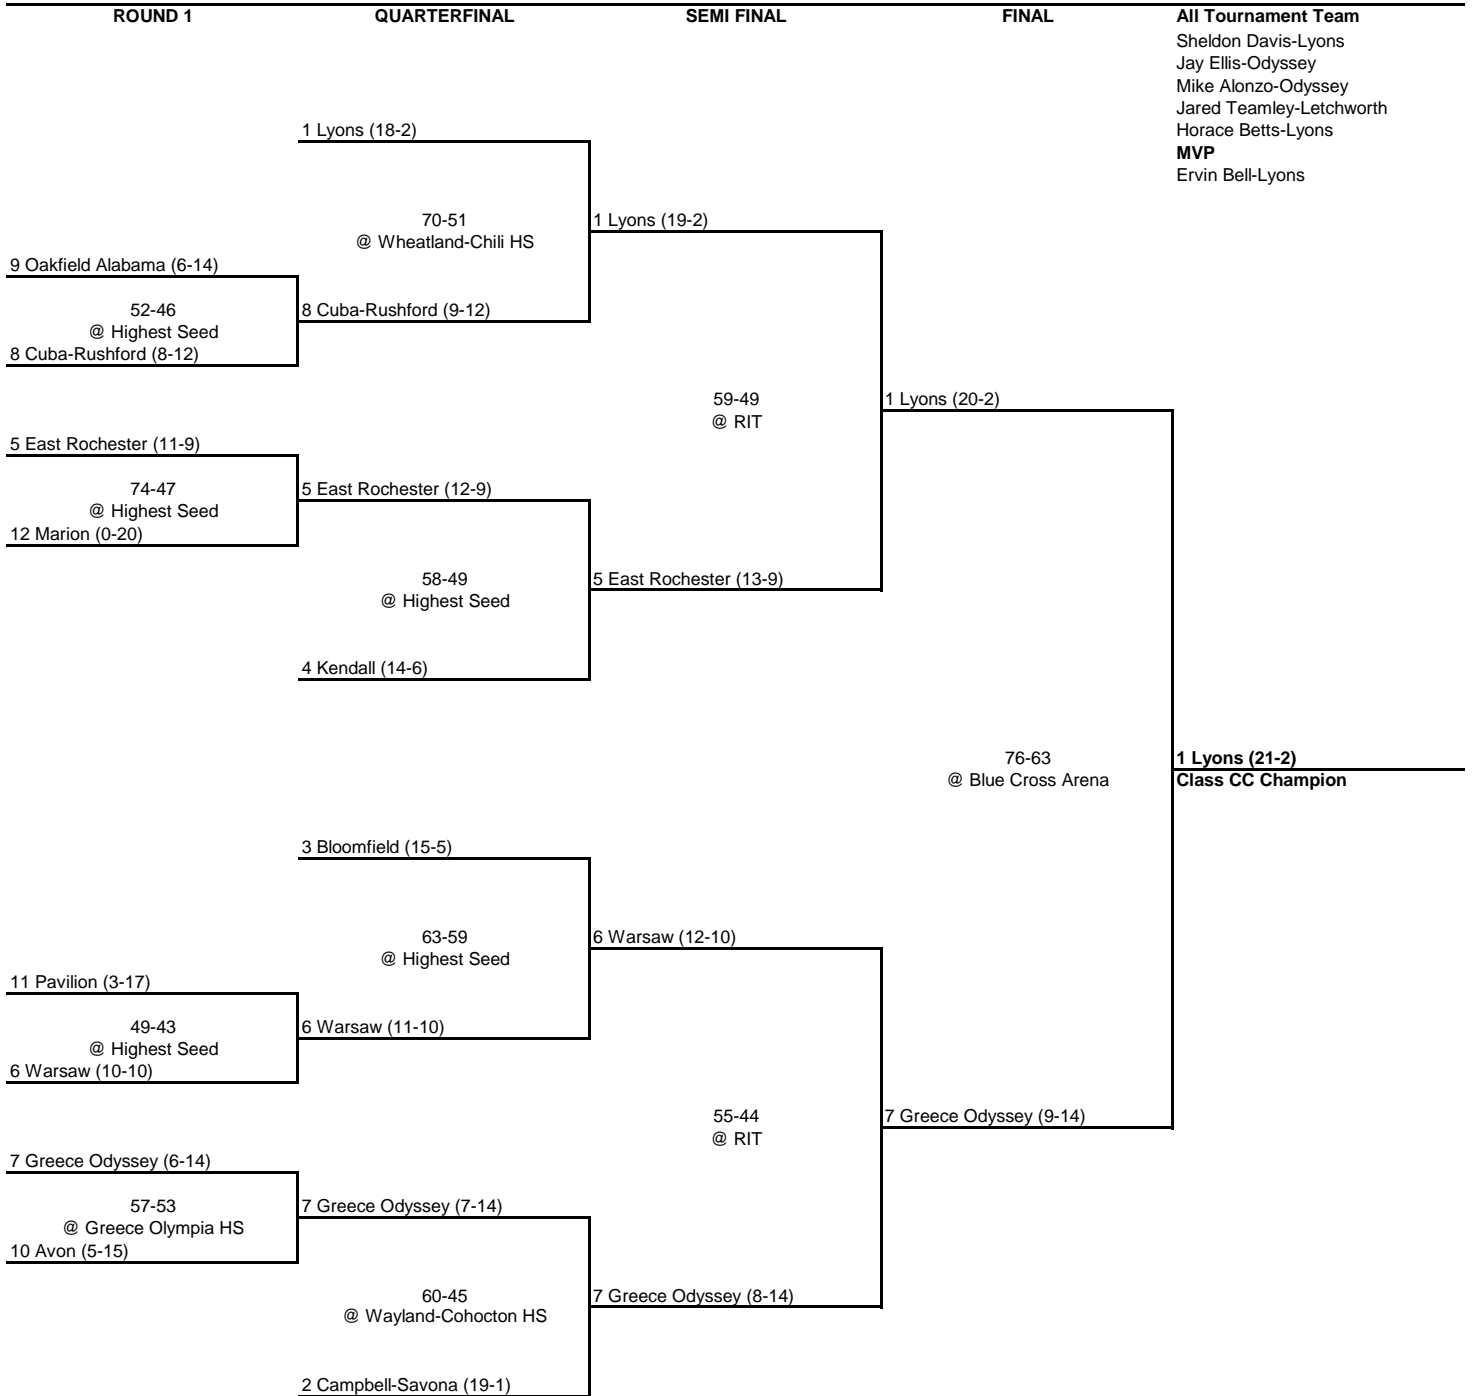 ROUND 1 QUARTERFINAL SEMI FINAL FINAL All Tournament Team
Sheldon Davis-Lyons
Jay Ellis-Odyssey
Mike Alonzo-Odyssey
Jared Teamley-Letchworth
1 Lyons (18-2) Horace Betts-Lyons
MVP
Ervin Bell-Lyons
70-51 1 Lyons (19-2)
@ Wheatland-Chili HS
9 Oakfield Alabama (6-14)
52-46 8 Cuba-Rushford (9-12)
@ Highest Seed
8 Cuba-Rushford (8-12)
59-49 1 Lyons (20-2)
@ RIT
5 East Rochester (11-9)
74-47 5 East Rochester (12-9)
@ Highest Seed
12 Marion (0-20)
58-49 5 East Rochester (13-9)
@ Highest Seed
4 Kendall (14-6)
76-63 1 Lyons (21-2)
@ Blue Cross Arena Class CC Champion
3 Bloomfield (15-5)
63-59 6 Warsaw (12-10)
@ Highest Seed
11 Pavilion (3-17)
49-43 6 Warsaw (11-10)
@ Highest Seed
6 Warsaw (10-10)
55-44 7 Greece Odyssey (9-14)
@ RIT
7 Greece Odyssey (6-14)
57-53 7 Greece Odyssey (7-14)
@ Greece Olympia HS
10 Avon (5-15)
60-45 7 Greece Odyssey (8-14)
@ Wayland-Cohocton HS
2 Campbell-Savona (19-1)